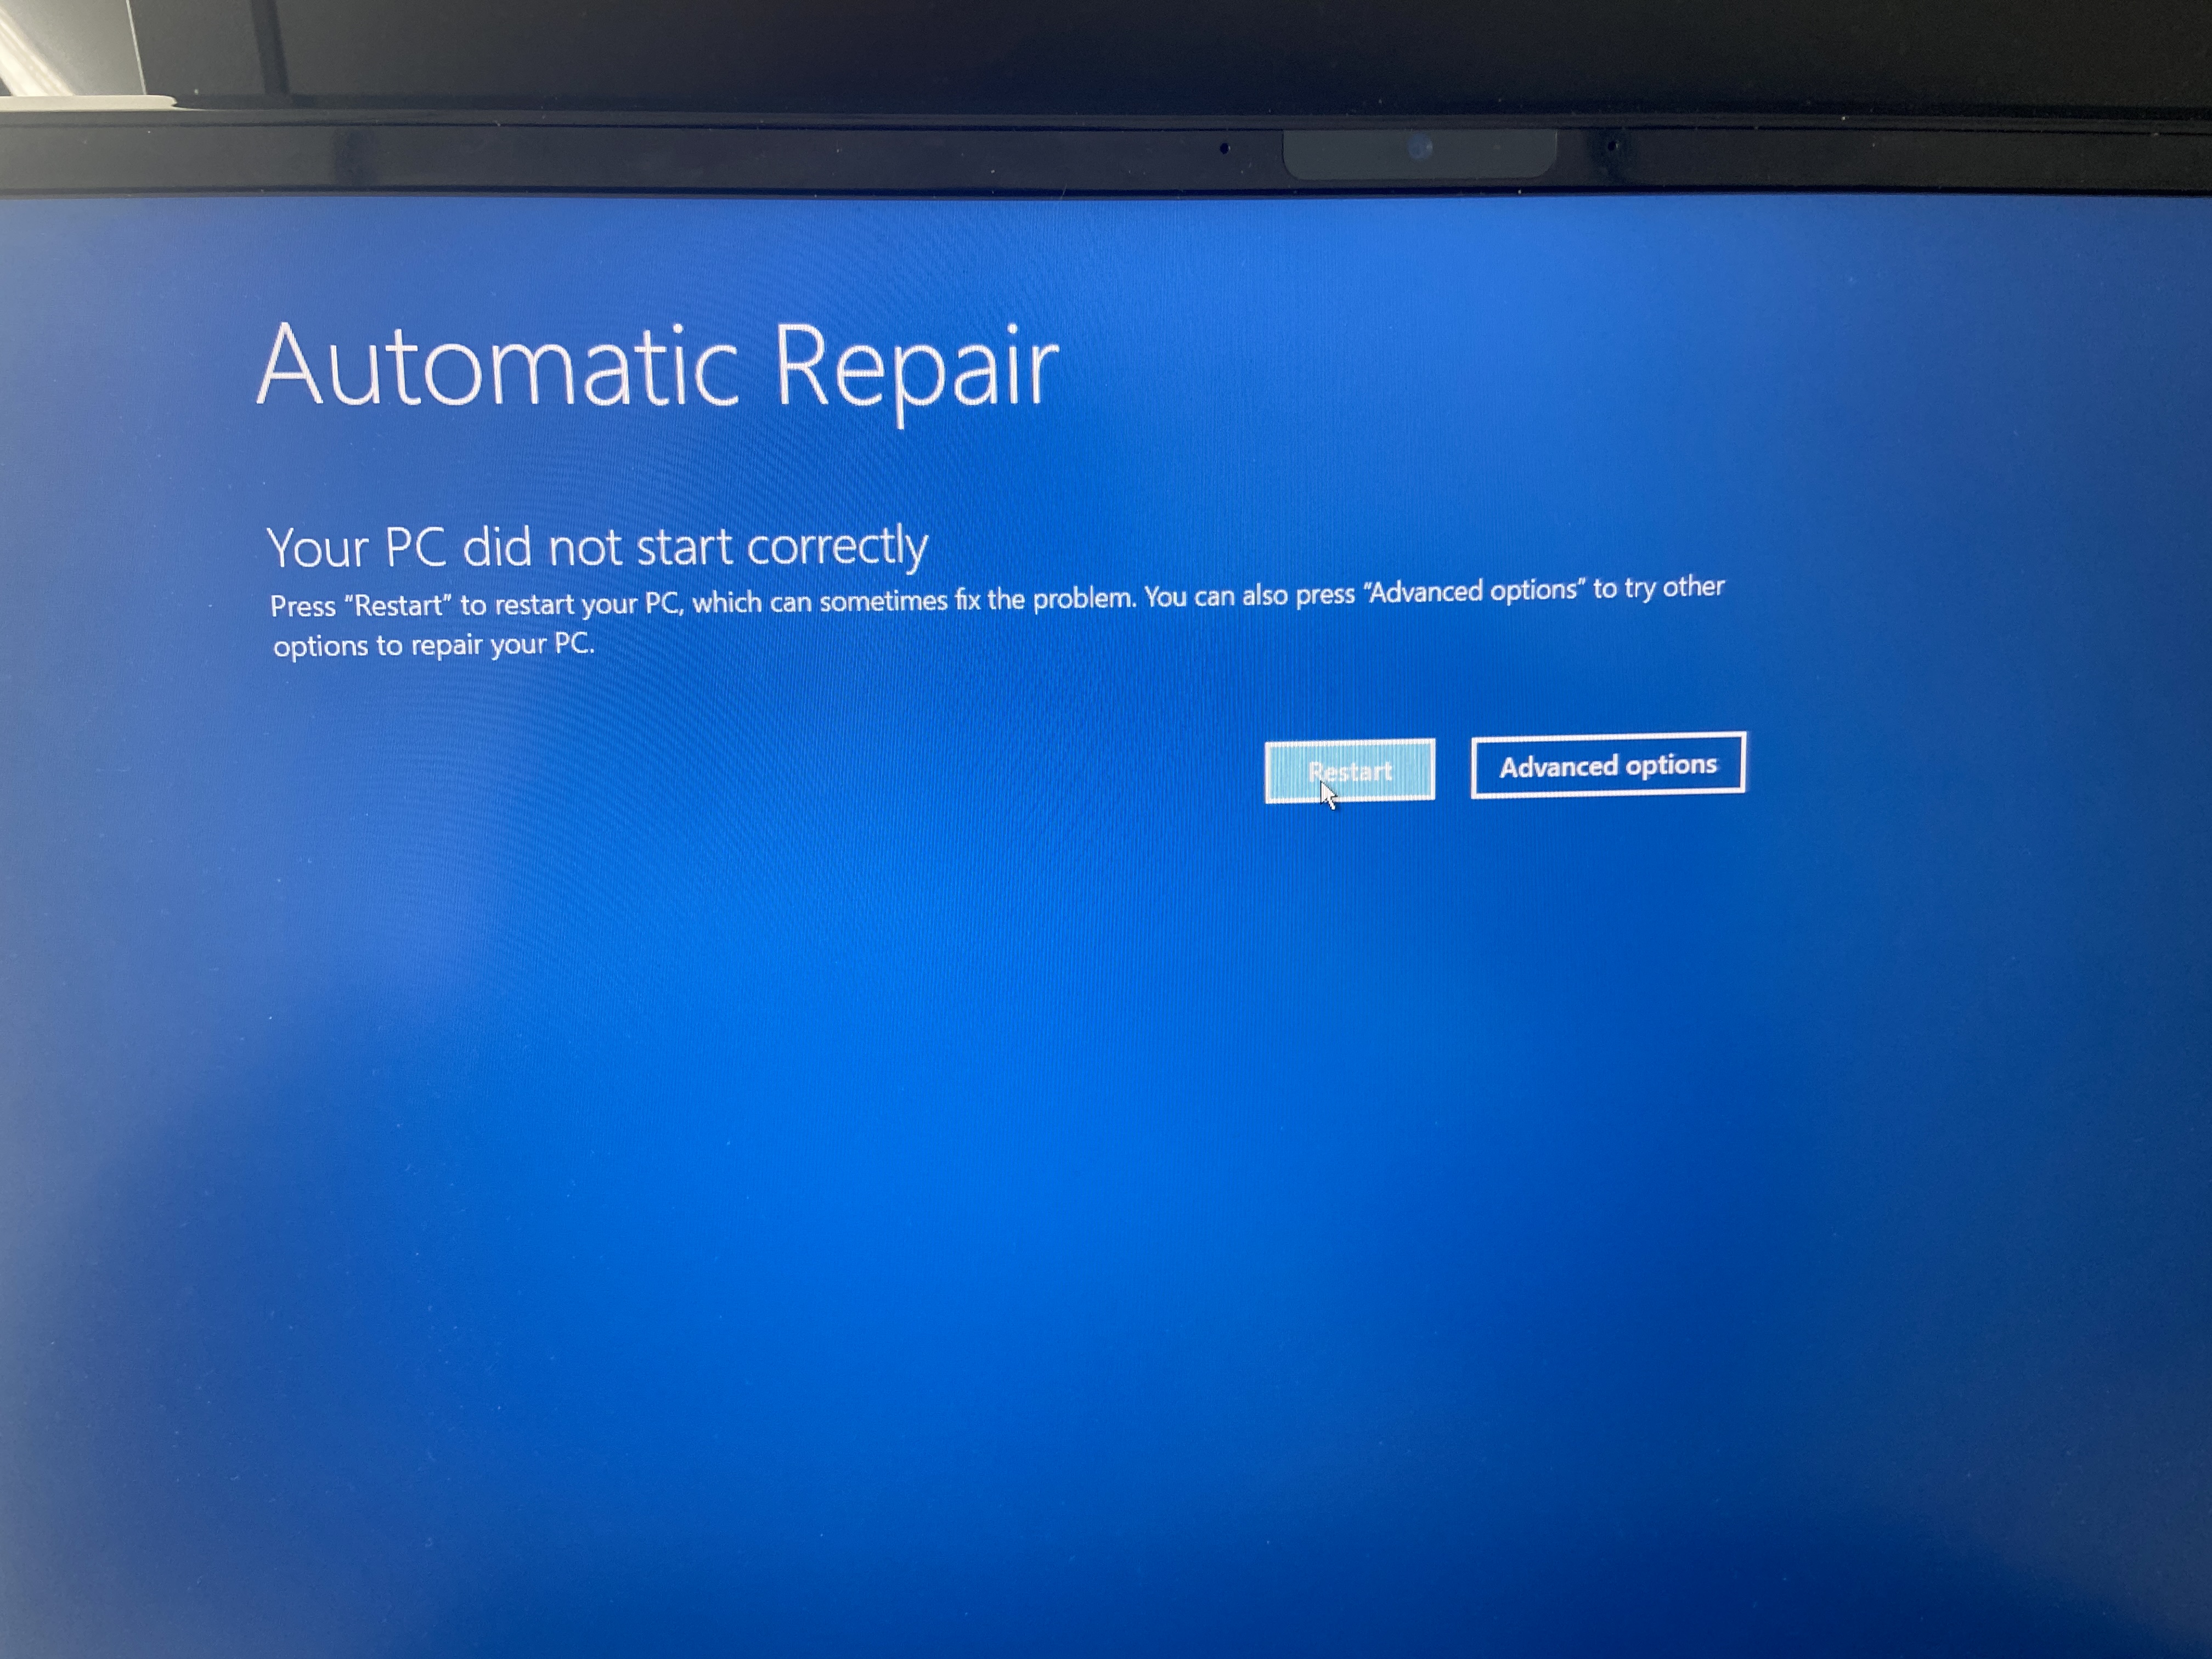 Automatic Repair
Your PC did not start correctly
Press “Restart” to restart your PC, which can sometimes fix the problem. You can also press “Advanced options” to try other
options to repair your PC.
Restart
Advanced options